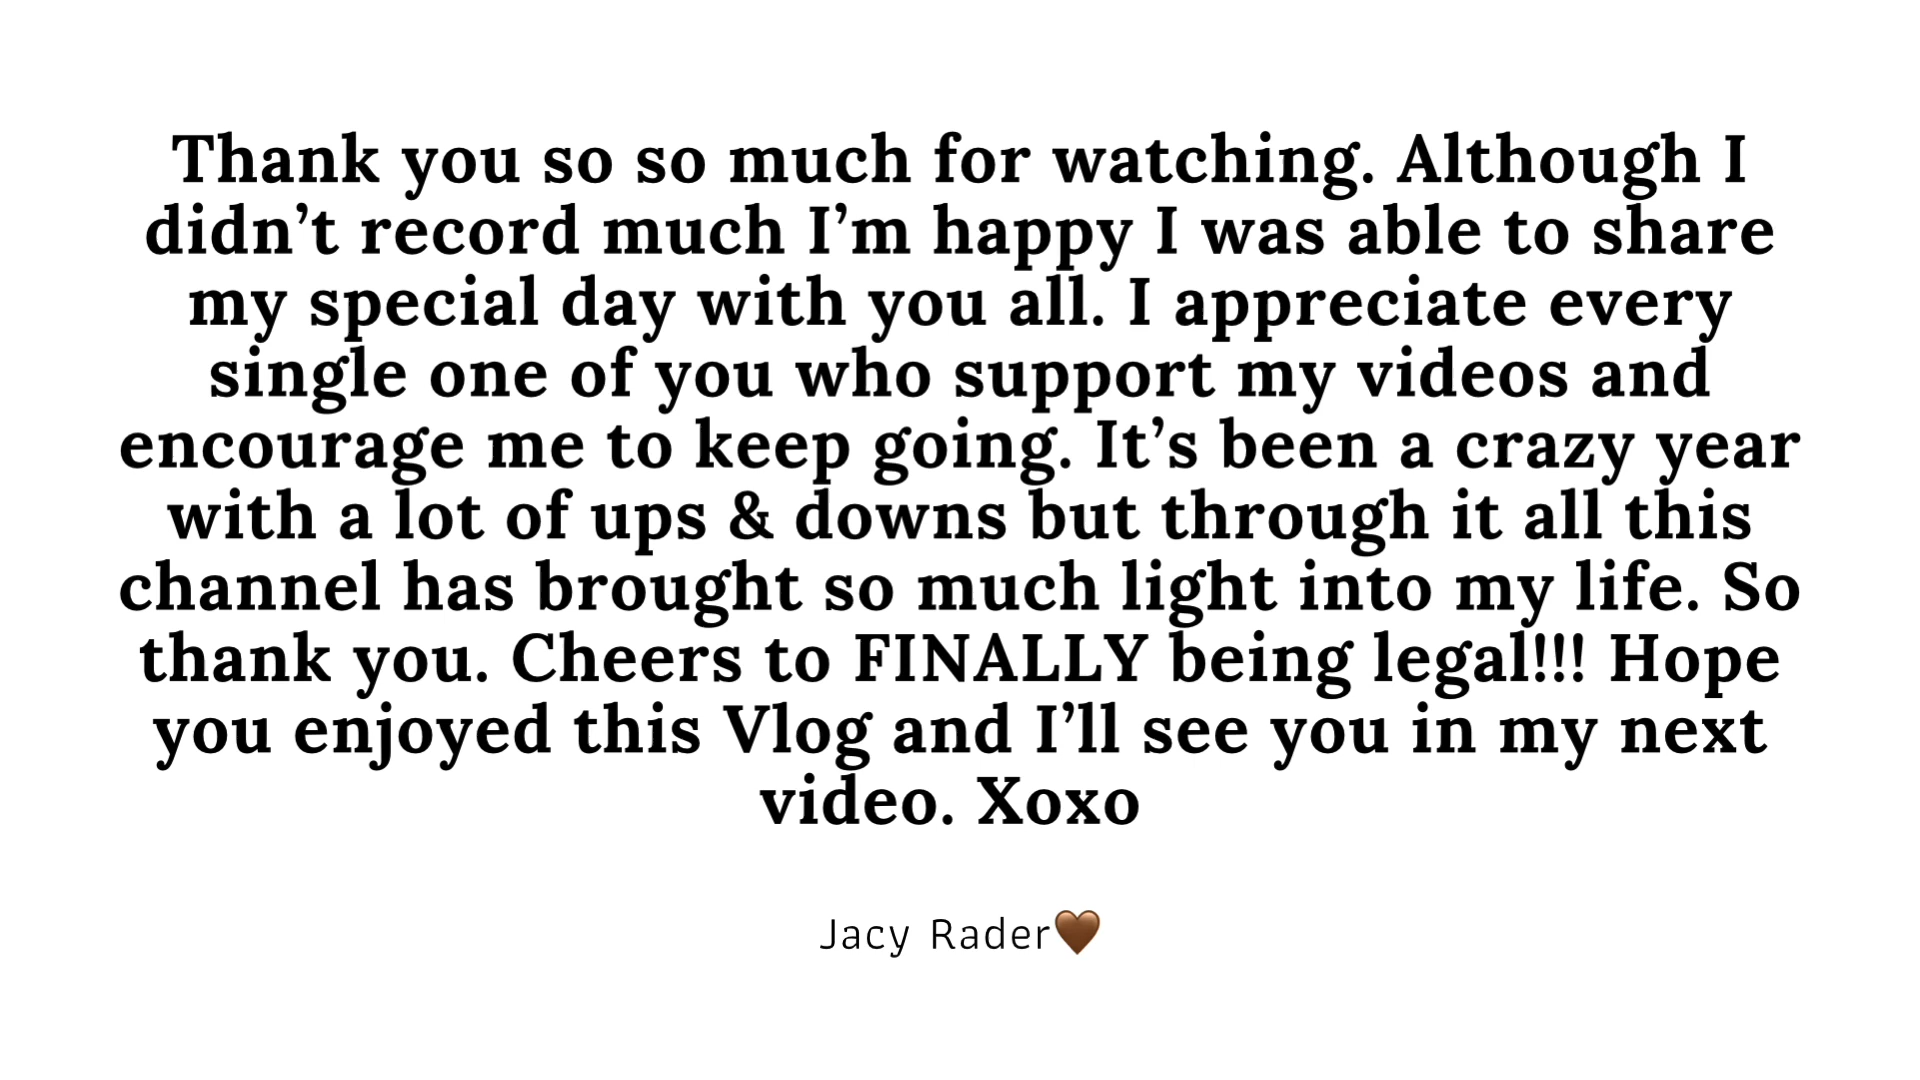 Thank you so so much for watching. Although I
didn’t record much I’m happy I was able to share
my special day with you all. I appreciate every
single one of you who support my videos and
encourage me to keep going. It’s been a crazy year
with a lot of ups & downs but through it all this
channel has brought so much light into my life. So
thank you. Cheers to FINALLY being legal!!! Hope
you enjoyed this Vlog and I’ll see you in my next
video. Xoxo
Jacy Rader🤎